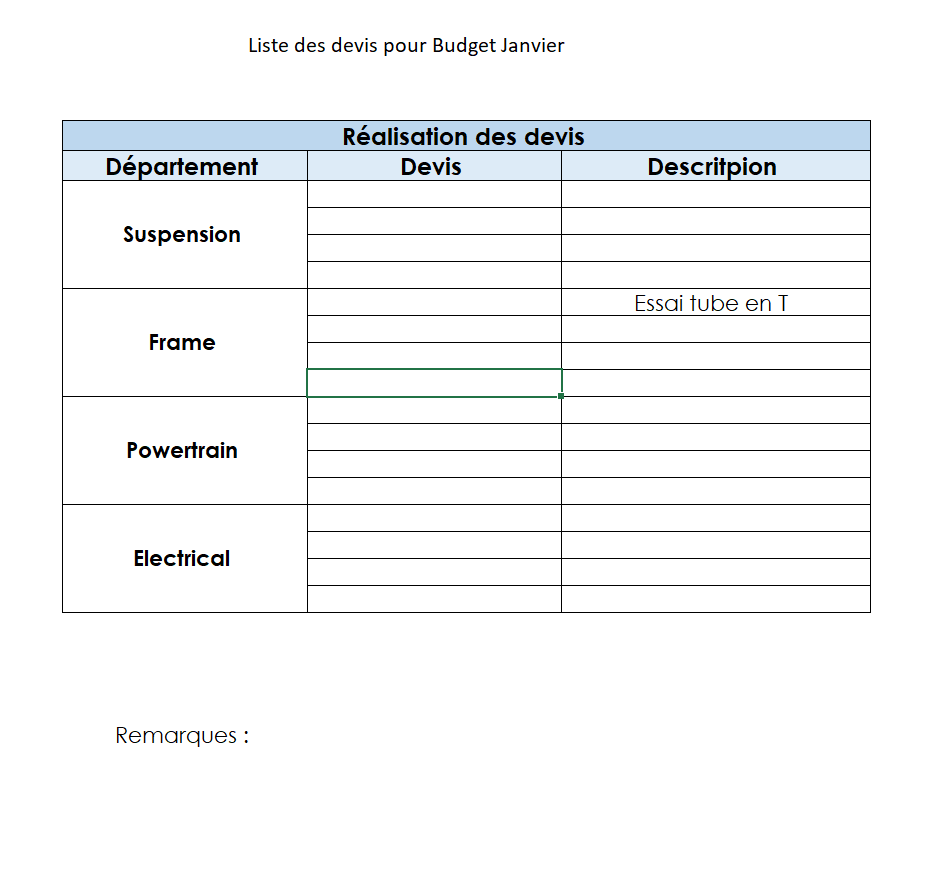 Liste des devis pour Budget Janvier
Réalisation des devis
Département Devis Descritpion
Suspension
Essai tube en T
Frame
Powertrain
Electrical
Remarques :